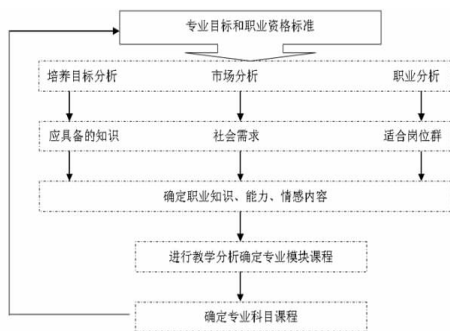 专业目标和职业资格标准
培养目标分析 市场分析 职业分析
应具备的知识 社会需求 适合岗位群
确定职业知识、能力、情感内容
进行教学分析确定专业模块课程
确定专业科目课程